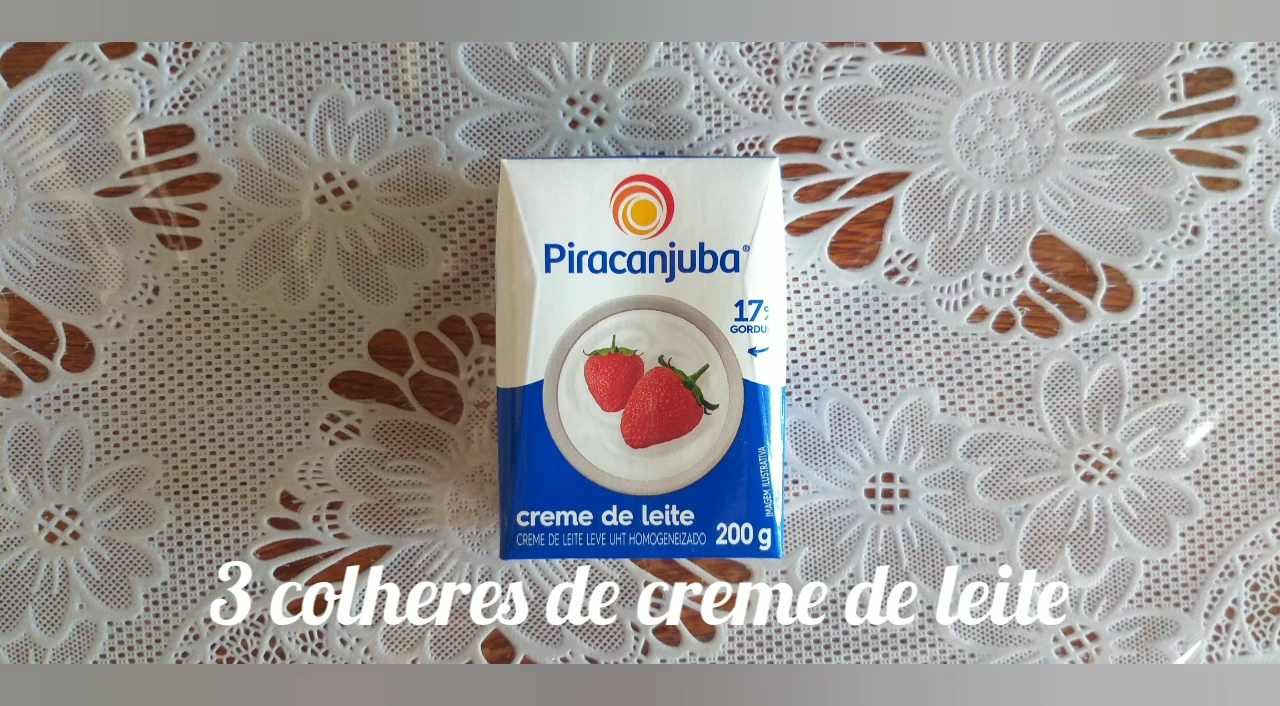 Piracanjuba®
17%
GORDU
IMAGEM ILUSTRATIVA
creme de leite
CREME DE LEITE LEVE UHT HOMOGENEIZADO
200 g
3 colheres de creme de leite